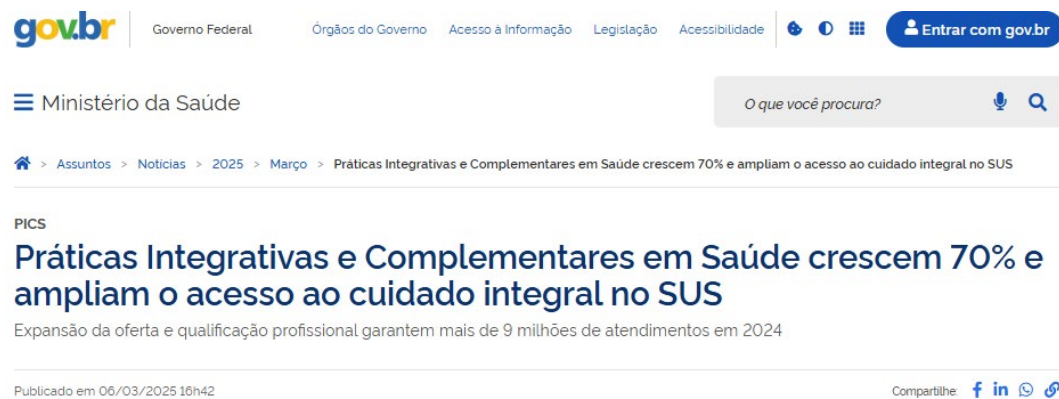 gov.br Governo Federal Órgãos do Governo Acesso à Informação Legislação Acessibilidade Entrar com gov.br
Ministério da Saúde O que você procura?
> Assuntos > Notícias > 2025 > Março > Práticas Integrativas e Complementares em Saúde crescem 70% e ampliam o acesso ao cuidado integral no SUS
PICS
Práticas Integrativas e Complementares em Saúde crescem 70% e
ampliam o acesso ao cuidado integral no SUS
Expansão da oferta e qualificação profissional garantem mais de 9 milhões de atendimentos em 2024
Publicado em 06/03/2025 16h42 Compartilhe: